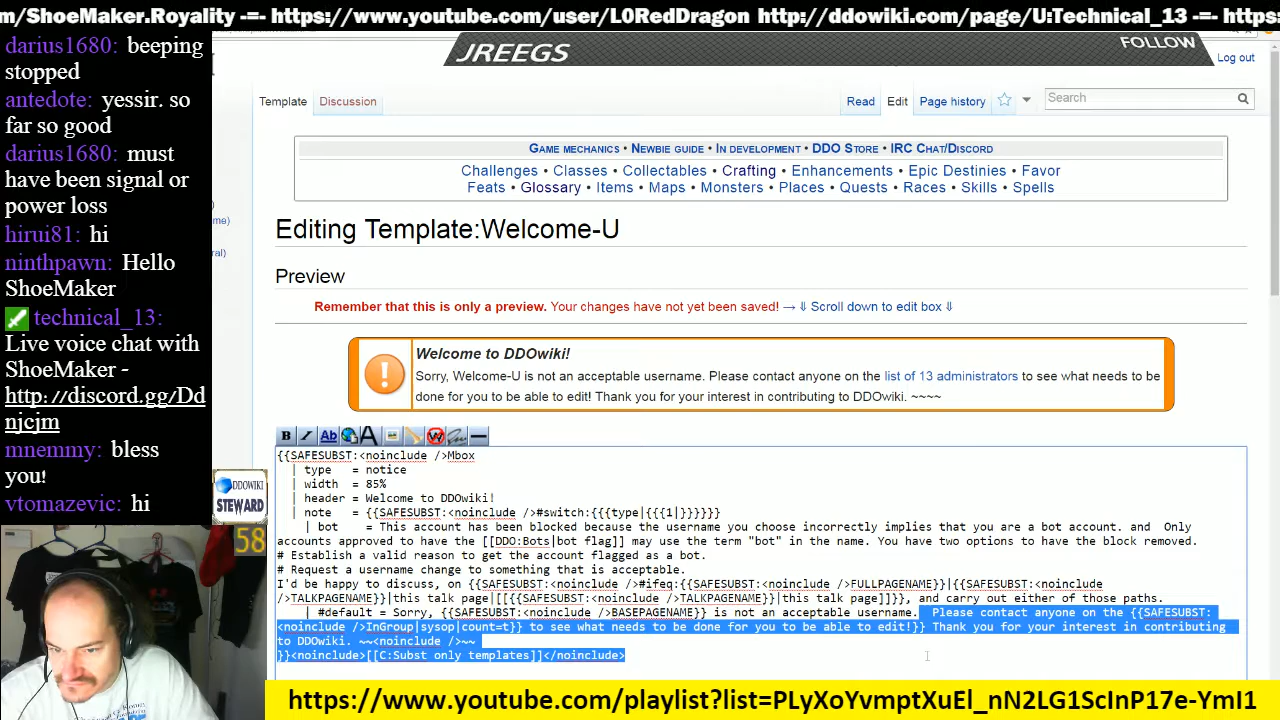 m/ShoeMaker.Royality -=- https://www.youtube.com/user/L0RedDragon http://ddowiki.com/page/U:Technical_13 -=- https:
darius1680: beeping
stopped
antedote: yessir. so
far so good
darius1680: must
have been signal or
power loss
hirui81: hi
ninthpawn: Hello
ShoeMaker
technical_13:
Live voice chat with
ShoeMaker -
http://discord.gg/Dd
njcjm
mnemmy: bless
you!
vtomazevic: hi
DDOWIKI
STEWARD
58
JREEGS
FOLLOW
Log out
Template Discussion Read Edit Page history Search
Game mechanics • Newbie guide • In development • DDO Store • IRC Chat/Discord
Challenges • Classes • Collectables • Crafting • Enhancements • Epic Destinies • Favor
Feats • Glossary • Items • Maps • Monsters • Places • Quests • Races • Skills • Spells
me)
ral)
Editing Template:Welcome-U
Preview
Remember that this is only a preview. Your changes have not yet been saved! → ⇓ Scroll down to edit box ⇓
Welcome to DDOwiki!
Sorry, Welcome-U is not an acceptable username. Please contact anyone on the list of 13 administrators to see what needs to be
done for you to be able to edit! Thank you for your interest in contributing to DDOwiki. ~~~~
B I Ab A W
{{SAFESUBST:<noinclude />Mbox
| type = notice
| width = 85%
| header = Welcome to DDOwiki!
| note = {{SAFESUBST:<noinclude />#switch:{{{type|{{{1|}}}}}}
| bot = This account has been blocked because the username you choose incorrectly implies that you are a bot account. and Only
accounts approved to have the [[DDO:Bots|bot flag]] may use the term "bot" in the name. You have two options to have the block removed.
# Establish a valid reason to get the account flagged as a bot.
# Request a username change to something that is acceptable.
I'd be happy to discuss, on {{SAFESUBST:<noinclude />#ifeq:{{SAFESUBST:<noinclude />FULLPAGENAME}}|{{SAFESUBST:<noinclude
/>TALKPAGENAME}}|this talk page|[[{{SAFESUBST:<noinclude />TALKPAGENAME}}|this talk page]]}}, and carry out either of those paths.
| #default = Sorry, {{SAFESUBST:<noinclude />BASEPAGENAME}} is not an acceptable username. Please contact anyone on the {{SAFESUBST:
<noinclude />InGroup|sysop|count=t}} to see what needs to be done for you to be able to edit!}} Thank you for your interest in contributing
to DDOwiki. ~~<noinclude />~~
}}<noinclude>[[C:Subst only templates]]</noinclude>
https://www.youtube.com/playlist?list=PLyXoYvmptXuEl_nN2LG1ScInP17e-YmI1